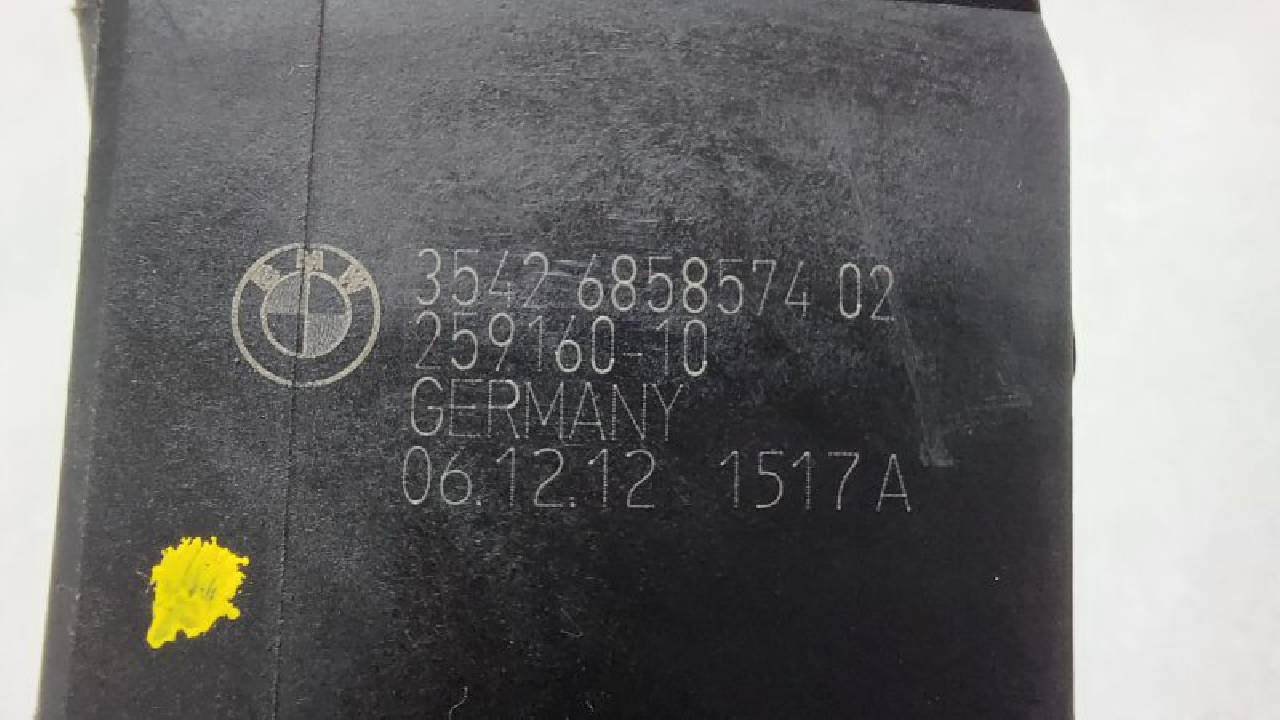 BMW
3542 6858574 02
259160-10
GERMANY
06.12.12 1517 A